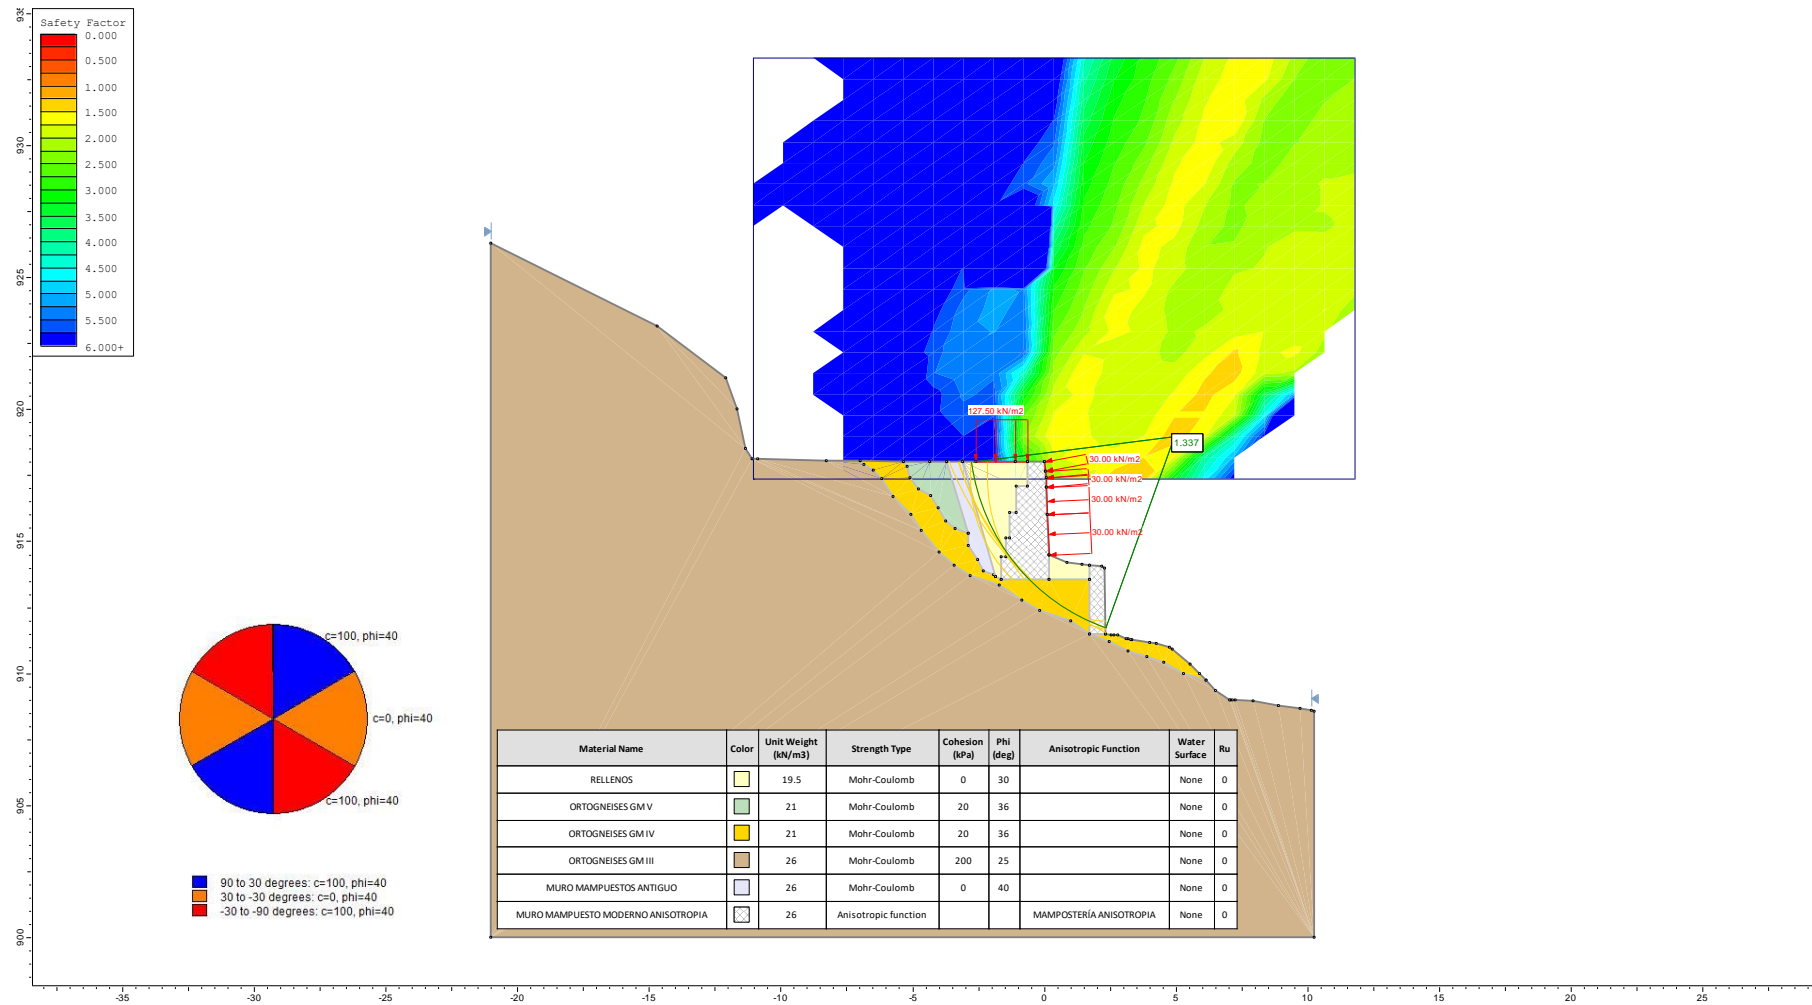 Safety Factor
0.000
0.500
1.000
1.500
2.000
2.500
3.000
3.500
4.000
4.500
5.000
5.500
6.000+
930
925
920
915
910
905
900
127.50 kN/m2
1.337
30.00 kN/m2
30.00 kN/m2
30.00 kN/m2
30.00 kN/m2
c=100, phi=40
c=0, phi=40
c=100, phi=40
90 to 30 degrees: c=100, phi=40
30 to -30 degrees: c=0, phi=40
-30 to -90 degrees: c=100, phi=40
Material Name Color Unit Weight (kN/m3) Strength Type Cohesion (kPa) Phi (deg) Anisotropic Function Water Surface Ru
RELLENOS 19.5 Mohr-Coulomb 0 30 None 0
ORTOGNEISES GM V 21 Mohr-Coulomb 20 36 None 0
ORTOGNEISES GM IV 21 Mohr-Coulomb 20 36 None 0
ORTOGNEISES GM III 26 Mohr-Coulomb 200 25 None 0
MURO MAMPUESTOS ANTIGUO 26 Mohr-Coulomb 0 40 None 0
MURO MAMPUESTO MODERNO ANISOTROPIA 26 Anisotropic function MAMPOSTERÍA ANISOTROPIA None 0
-35 -30 -25 -20 -15 -10 -5 0 5 10 15 20 25